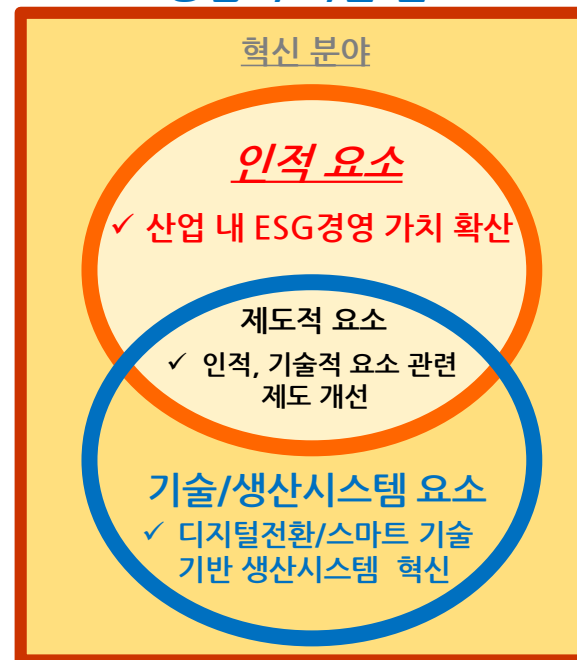 혁신 분야
인적 요소
✓ 산업 내 ESG경영 가치 확산
제도적 요소
✓ 인적, 기술적 요소 관련
제도 개선
기술/생산시스템 요소
✓ 디지털전환/스마트 기술
기반 생산시스템 혁신